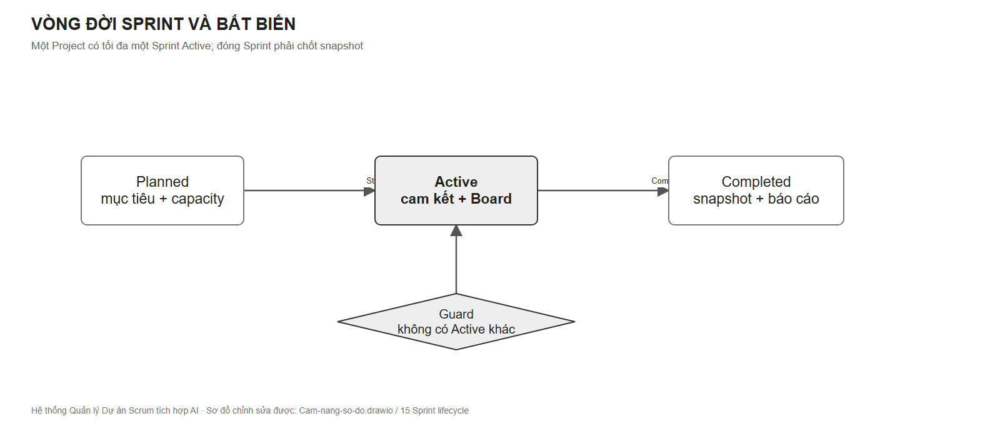 VÒNG ĐỜI SPRINT VÀ BẤT BIẾN
Một Project có tối đa một Sprint Active; đóng Sprint phải chốt snapshot
Planned
mục tiêu + capacity
St
Active
cam kết + Board
Com
Completed
snapshot + báo cáo
Guard
không có Active khác
Hệ thống Quản lý Dự án Scrum tích hợp AI · Sơ đồ chỉnh sửa được: Cam-nang-so-do.drawio / 15 Sprint lifecycle